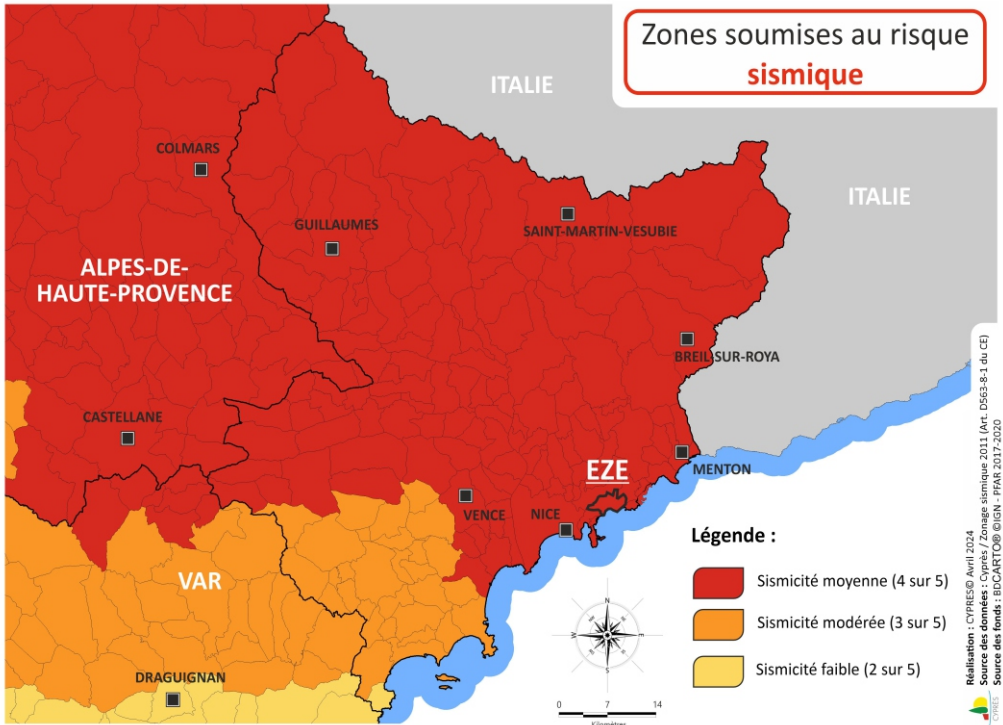 Zones soumises au risque
sismique
ITALIE
ITALIE
COLMARS
GUILLAUMES
SAINT-MARTIN-VESUBIE
ALPES-DE-
HAUTE-PROVENCE
BREIL-SUR-ROYA
CASTELLANE
EZE
MENTON
VENCE
NICE
VAR
DRAGUIGNAN
Légende :
Sismicité moyenne (4 sur 5)
Sismicité modérée (3 sur 5)
Sismicité faible (2 sur 5)
N
E
S
W
0 7 14
Kilomètres
Réalisation : CYPRES© Avril 2024
Source des données : Cyprès / Zonage sismique 2011 (Art. D563-8-1 du CE)
Source des fonds : BDCARTO® ©IGN - PFAR 2017-2020
CYPRES